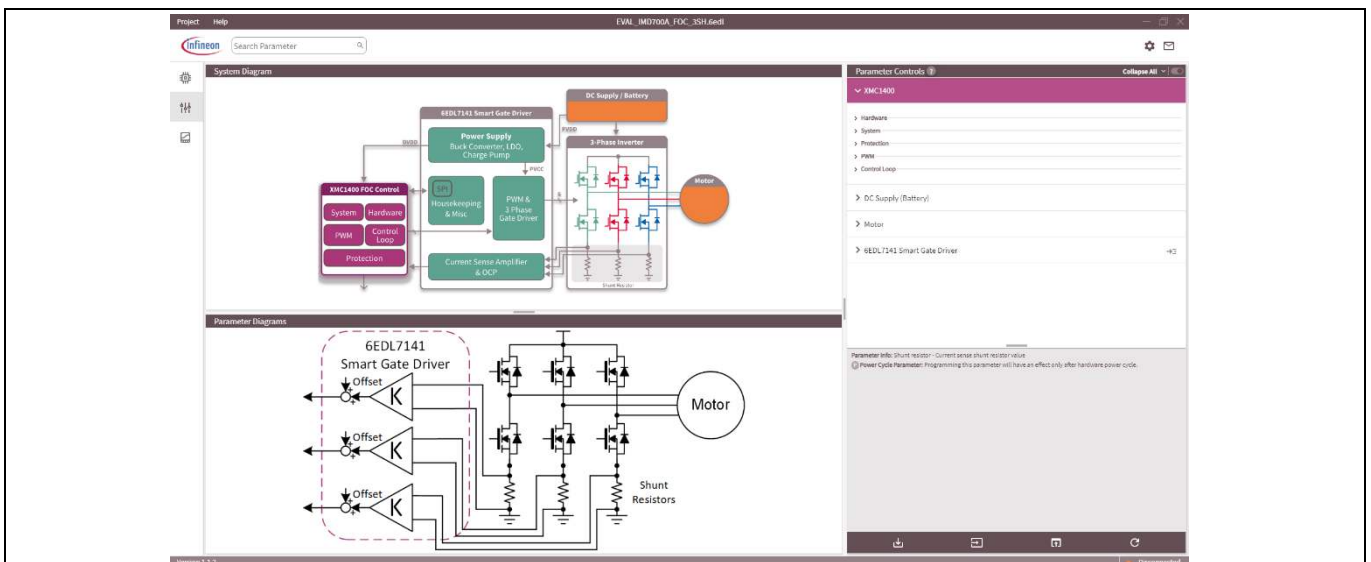 Project Help EVAL_IMD700A_FOC_3SH.6edl
infineon Search Parameter
System Diagram
DC Supply / Battery
6EDL7141 Smart Gate Driver
Power Supply
Buck Converter, LDO,
Charge Pump
DVDD
PVDD
PVCC
3-Phase Inverter
XMC1400 FOC Control
System Hardware
PWM Control
Loop
Protection
SPI
Housekeeping
& Misc
PWM &
3 Phase
Gate Driver
Current Sense Amplifier
& OCP
Motor
Shunt Resistor
Parameter Diagrams
6EDL7141
Smart Gate Driver
Offset
K
Offset
K
Offset
K
Motor
Shunt
Resistors
Parameter Controls Collapse All
XMC1400
Hardware
System
Protection
PWM
Control Loop
DC Supply (Battery)
Motor
6EDL7141 Smart Gate Driver
Parameter Info: Shunt resistor - Current sense shunt resistor value
Power Cycle Parameter: Programming this parameter will have an effect only after hardware power cycle.